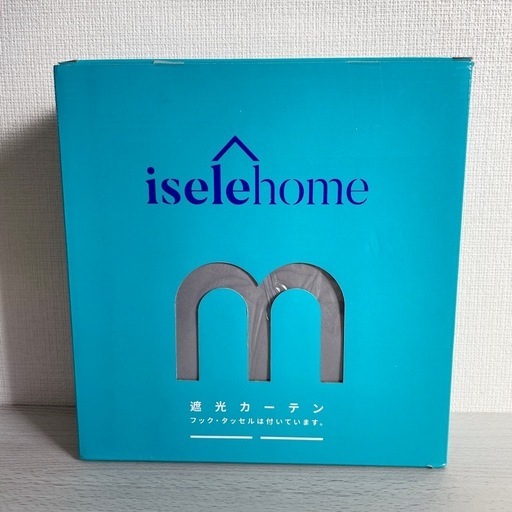 iselehome
m
遮光カーテン
フック・タッセルは付いています。